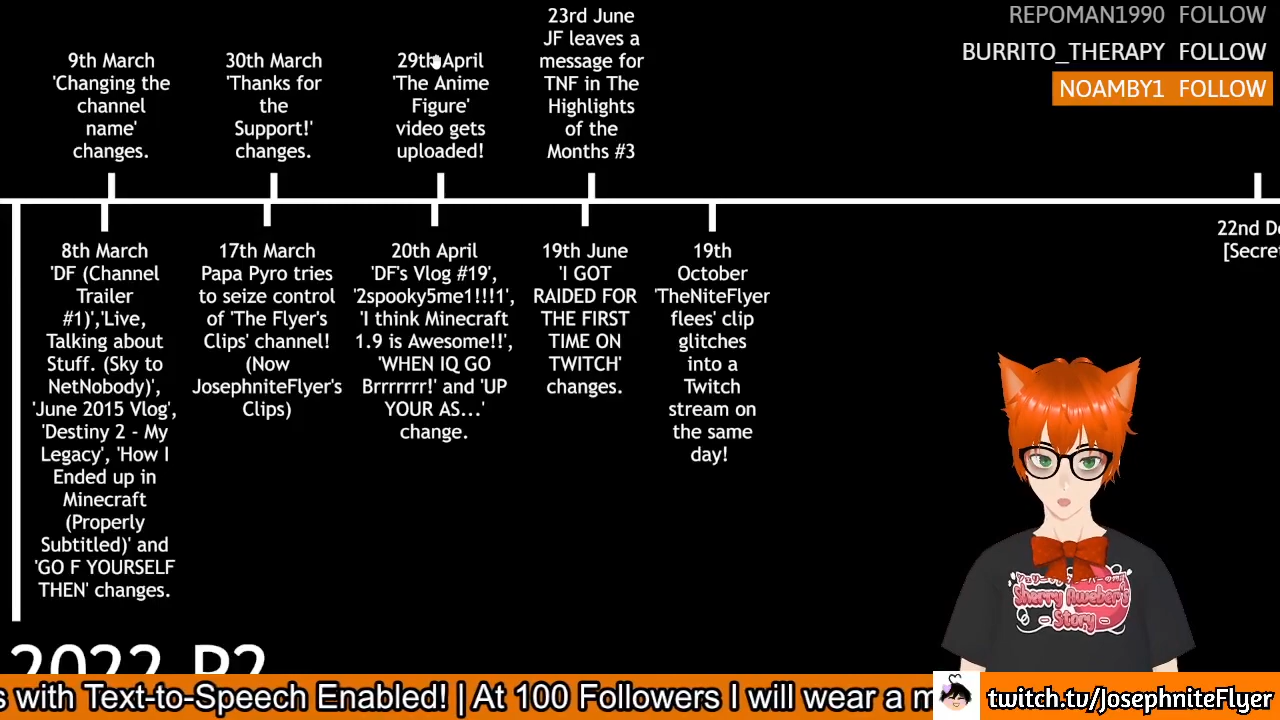 REPOMAN1990 FOLLOW
BURRITO_THERAPY FOLLOW
NOAMBY1 FOLLOW
9th March
'Changing the
channel
name'
changes.
30th March
'Thanks for
the
Support!'
changes.
29th April
'The Anime
Figure'
video gets
uploaded!
23rd June
JF leaves a
message for
TNF in The
Highlights
of the
Months #3
8th March
'DF (Channel
Trailer
#1)','Live,
Talking about
Stuff. (Sky to
NetNobody)',
'June 2015 Vlog',
'Destiny 2 - My
Legacy', 'How I
Ended up in
Minecraft
(Properly
Subtitled)' and
'GO F YOURSELF
THEN' changes.
17th March
Papa Pyro tries
to seize control
of 'The Flyer's
Clips' channel!
(Now
JosephniteFlyer's
Clips)
20th April
'DF's Vlog #19',
'2spooky5me1!!!1',
'I think Minecraft
1.9 is Awesome!!',
'WHEN IQ GO
Brrrrrrr!' and 'UP
YOUR AS...'
change.
19th June
'I GOT
RAIDED FOR
THE FIRST
TIME ON
TWITCH'
changes.
19th
October
'TheNiteFlyer
flees' clip
glitches
into a
Twitch
stream on
the same
day!
22nd De
[Secre
Sherry Aweber's
- Story -
2022 P2
s with Text-to-Speech Enabled! | At 100 Followers I will wear a m
twitch.tv/JosephniteFlyer